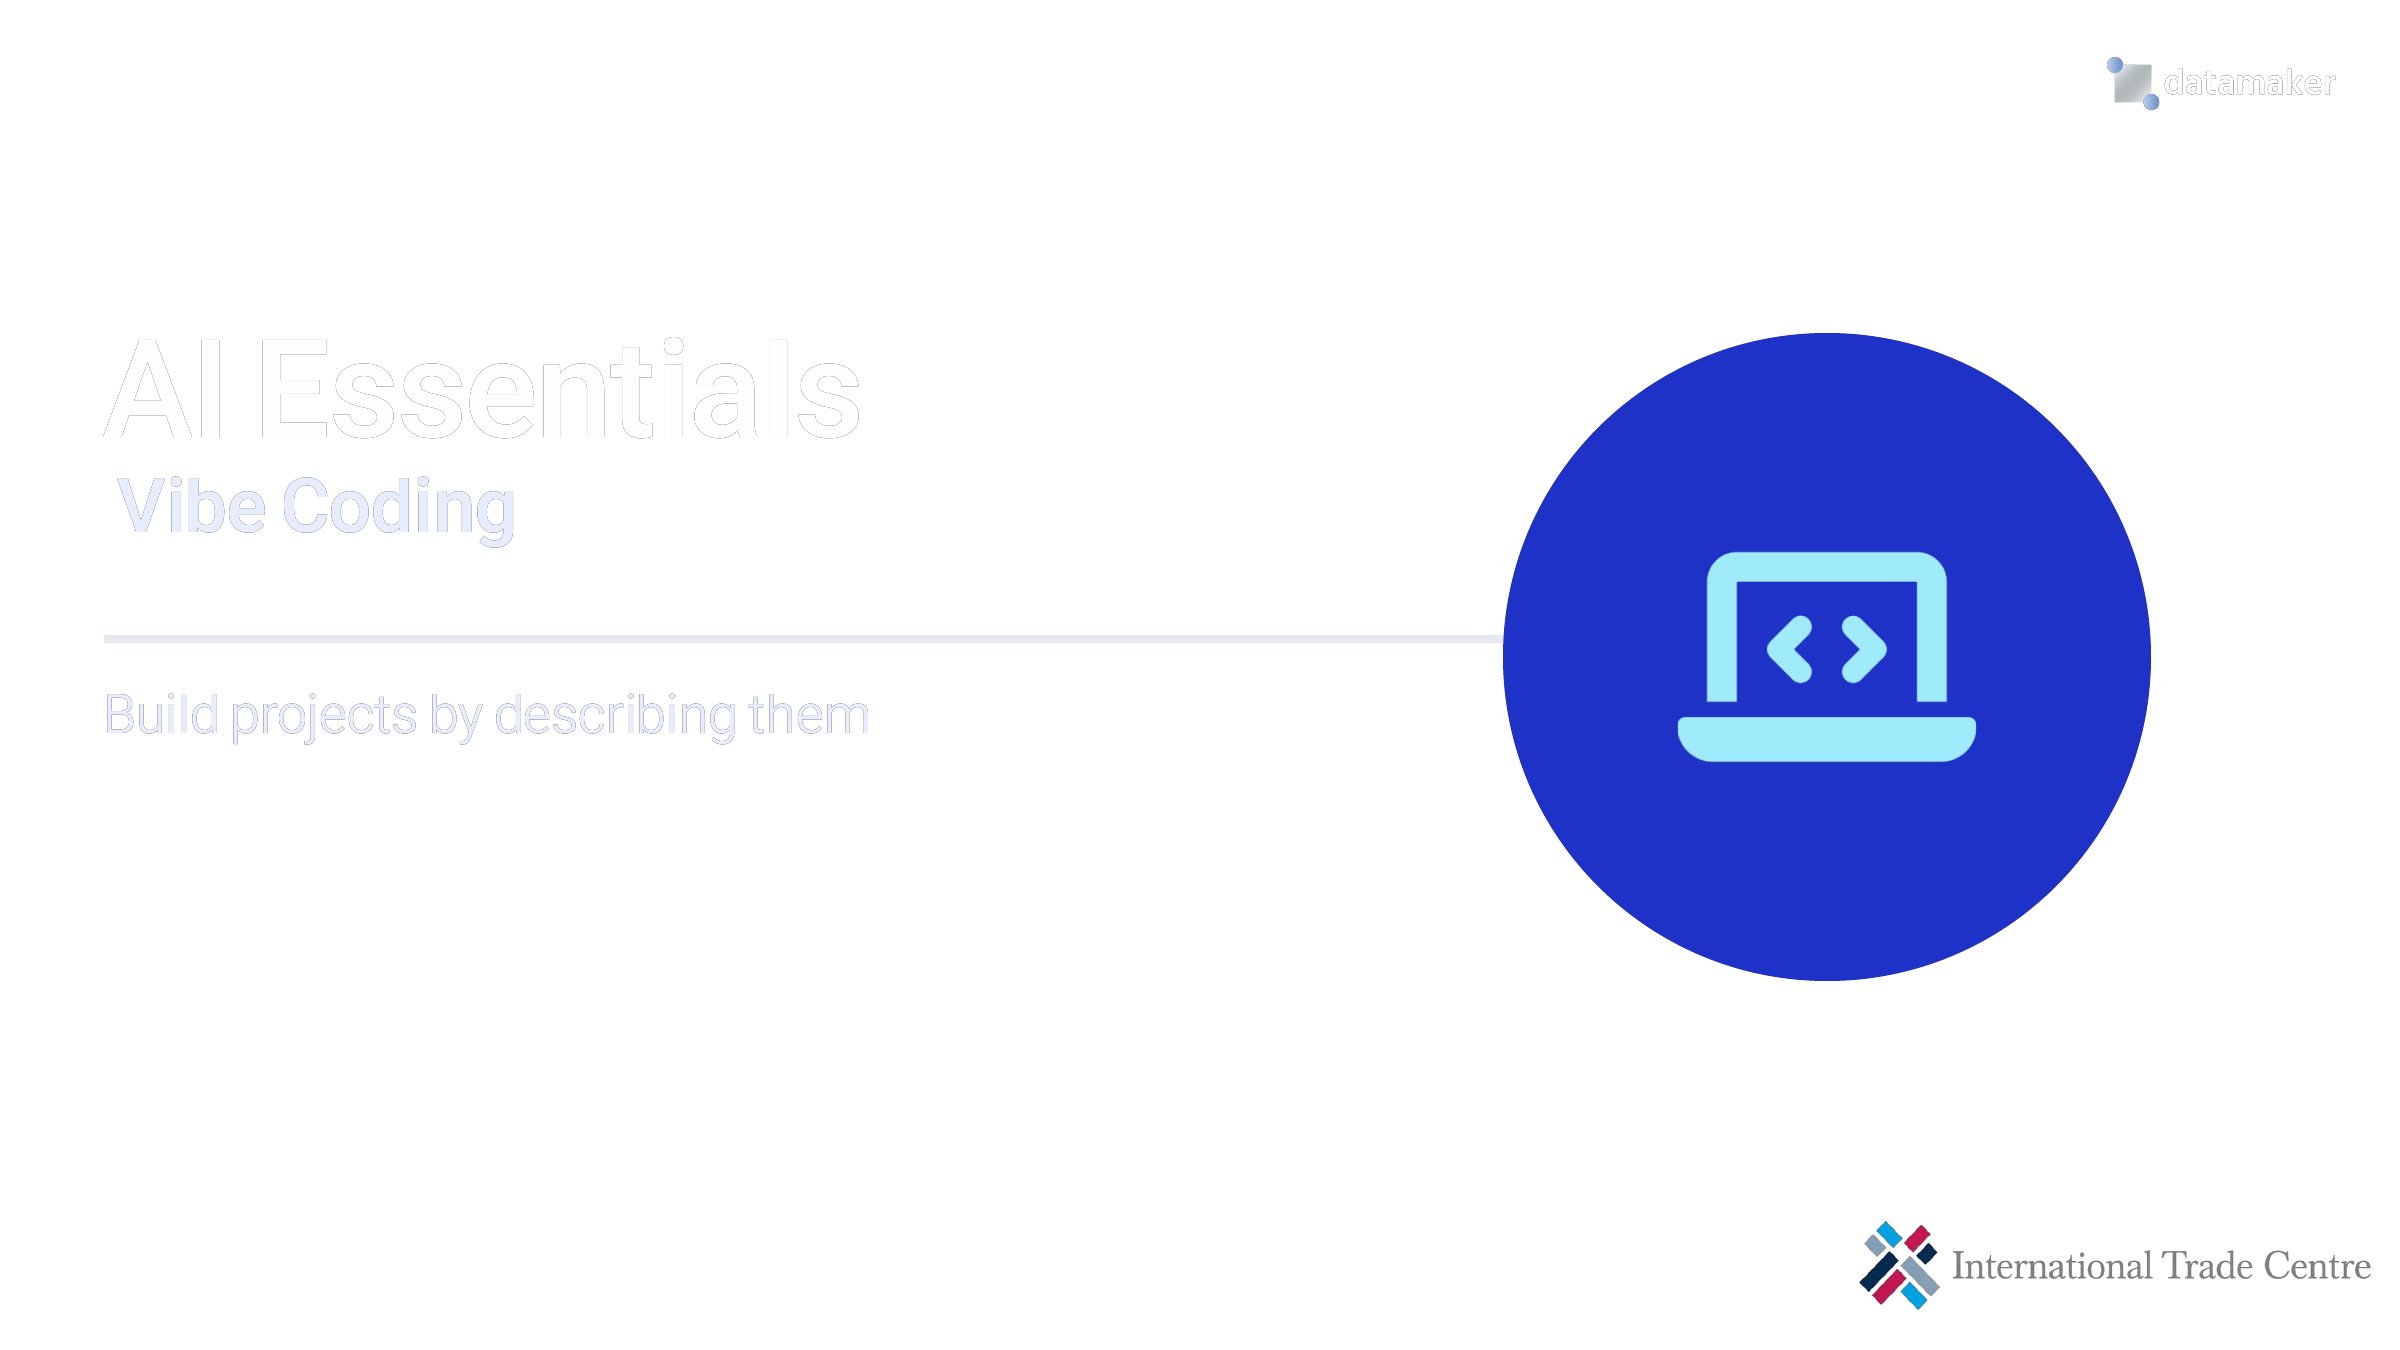 datamaker
AI Essentials
Vibe Coding
Build projects by describing them
International Trade Centre